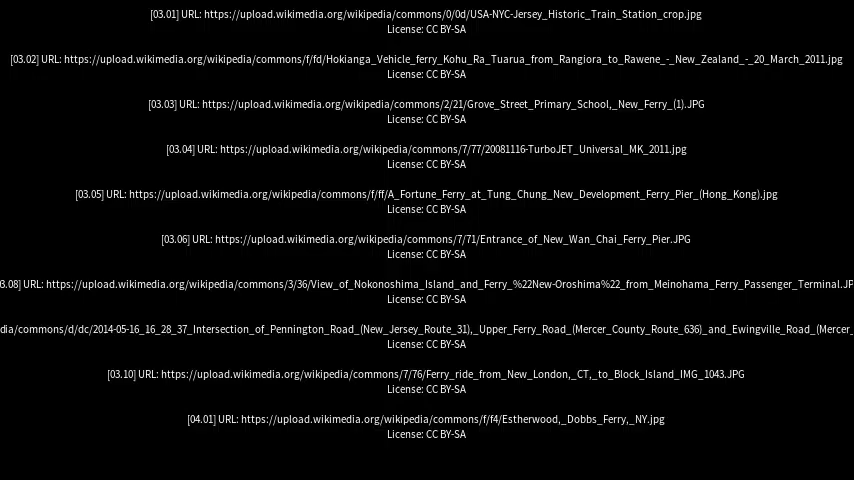 [03.01] URL: https://upload.wikimedia.org/wikipedia/commons/0/0d/USA-NYC-Jersey_Historic_Train_Station_crop.jpg
License: CC BY-SA
[03.02] URL: https://upload.wikimedia.org/wikipedia/commons/f/fd/Hokianga_Vehicle_ferry_Kohu_Ra_Tuarua_from_Rangiora_to_Rawene_-_New_Zealand_-_20_March_2011.jpg
License: CC BY-SA
[03.03] URL: https://upload.wikimedia.org/wikipedia/commons/2/21/Grove_Street_Primary_School,_New_Ferry_(1).JPG
License: CC BY-SA
[03.04] URL: https://upload.wikimedia.org/wikipedia/commons/7/77/20081116-TurboJET_Universal_MK_2011.jpg
License: CC BY-SA
[03.05] URL: https://upload.wikimedia.org/wikipedia/commons/f/ff/A_Fortune_Ferry_at_Tung_Chung_New_Development_Ferry_Pier_(Hong_Kong).jpg
License: CC BY-SA
[03.06] URL: https://upload.wikimedia.org/wikipedia/commons/7/71/Entrance_of_New_Wan_Chai_Ferry_Pier.JPG
License: CC BY-SA
3.08] URL: https://upload.wikimedia.org/wikipedia/commons/3/36/View_of_Nokonoshima_Island_and_Ferry_%22New-Oroshima%22_from_Meinohama_Ferry_Passenger_Terminal.JP
License: CC BY-SA
dia/commons/d/dc/2014-05-16_16_28_37_Intersection_of_Pennington_Road_(New_Jersey_Route_31),_Upper_Ferry_Road_(Mercer_County_Route_636)_and_Ewingville_Road_(Mercer_
License: CC BY-SA
[03.10] URL: https://upload.wikimedia.org/wikipedia/commons/7/76/Ferry_ride_from_New_London,_CT,_to_Block_Island_IMG_1043.JPG
License: CC BY-SA
[04.01] URL: https://upload.wikimedia.org/wikipedia/commons/f/f4/Estherwood,_Dobbs_Ferry,_NY.jpg
License: CC BY-SA